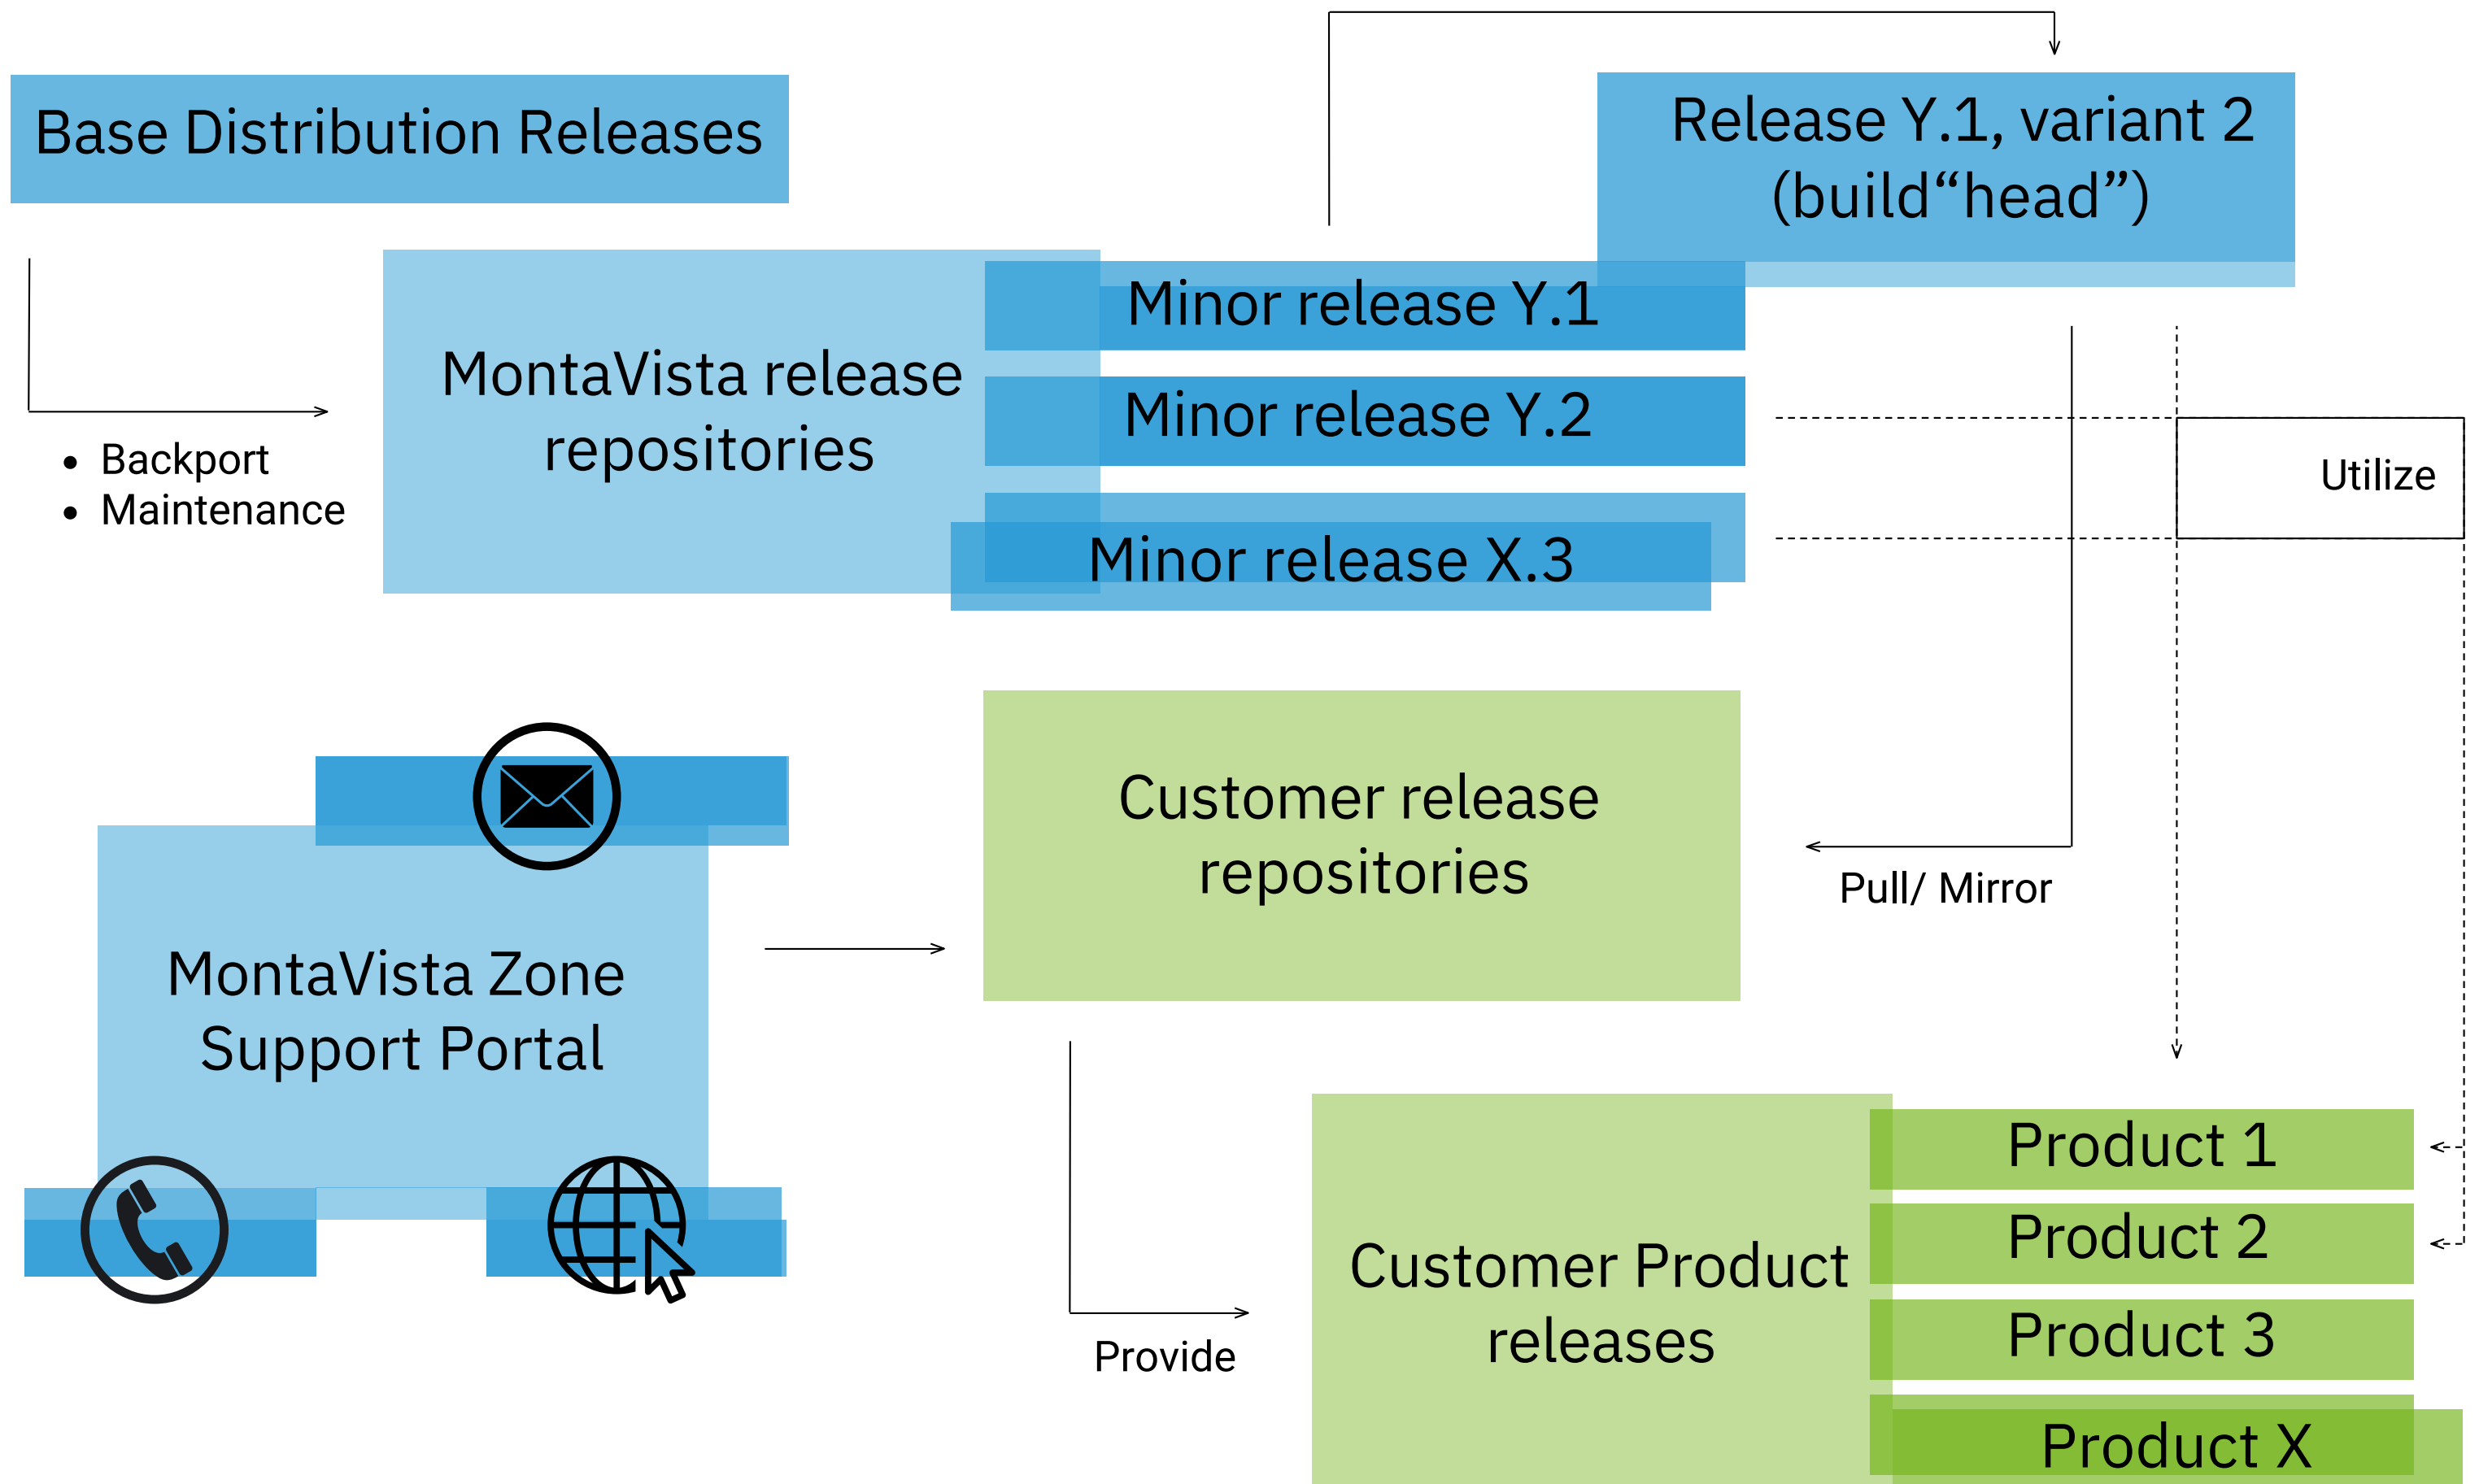 Base Distribution Releases
Release Y.1, variant 2
(build“head”)
MontaVista release
repositories
Minor release Y.1
Minor release Y.2
Minor release X.3
• Backport
• Maintenance
Utilize
Customer release
repositories
Pull/ Mirror
MontaVista Zone
Support Portal
Provide
Customer Product
releases
Product 1
Product 2
Product 3
Product X